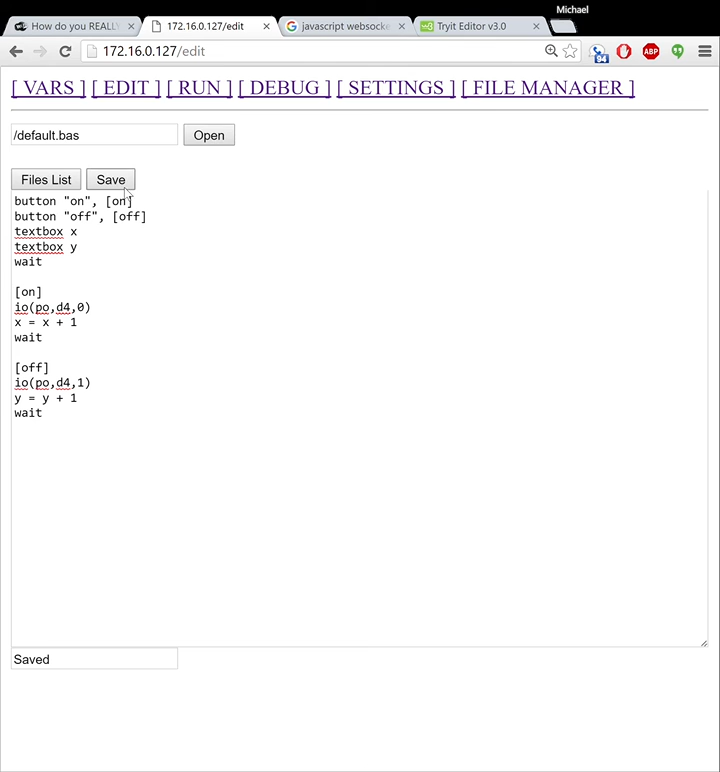 Michael
How do you REALLY
172.16.0.127/edit
javascript websocke
Tryit Editor v3.0
172.16.0.127/edit
94
ABP
[ VARS ] [ EDIT ] [ RUN ] [ DEBUG ] [ SETTINGS ] [ FILE MANAGER ]
/default.bas
Open
Files List
Save
button "on", [on]
button "off", [off]
textbox x
textbox y
wait
[on]
io(po,d4,0)
x = x + 1
wait
[off]
io(po,d4,1)
y = y + 1
wait
Saved